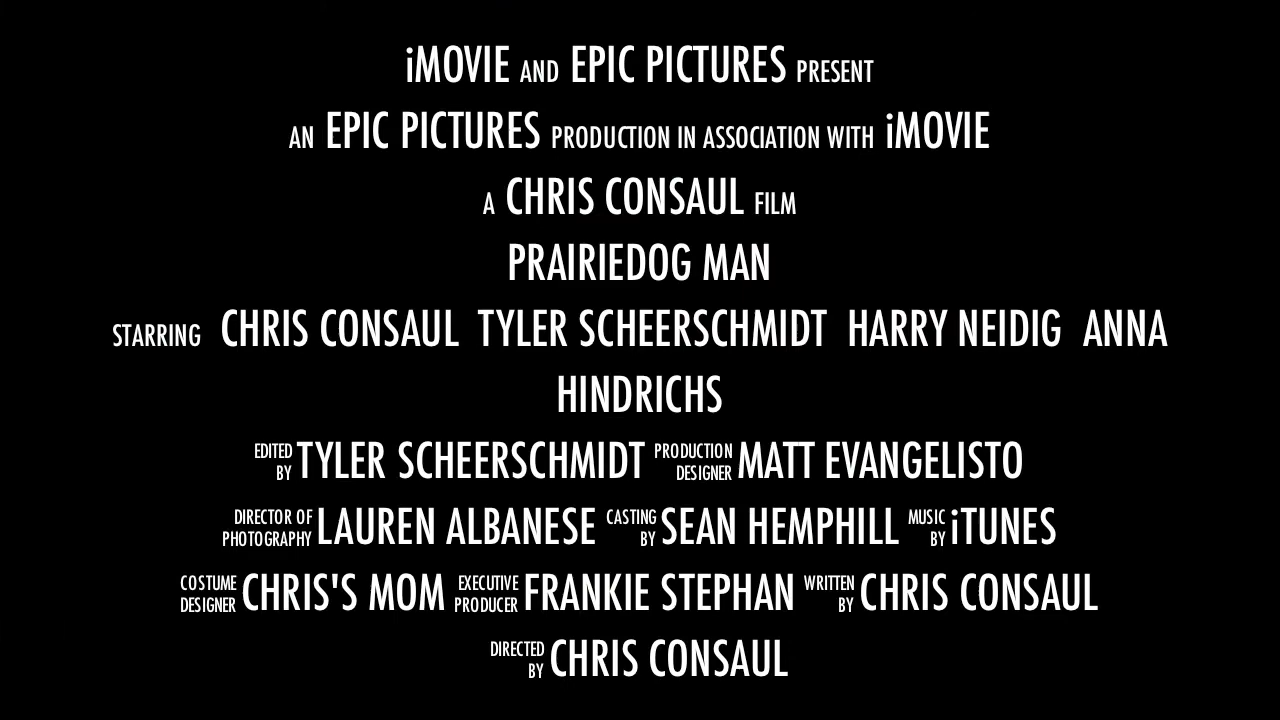 iMOVIE AND EPIC PICTURES PRESENT
AN EPIC PICTURES PRODUCTION IN ASSOCIATION WITH iMOVIE
A CHRIS CONSAUL FILM
PRAIRIEDOG MAN
STARRING CHRIS CONSAUL TYLER SCHEERSCHMIDT HARRY NEIDIG ANNA
HINDRICHS
EDITED BY TYLER SCHEERSCHMIDT PRODUCTION DESIGNER MATT EVANGELISTO
DIRECTOR OF PHOTOGRAPHY LAUREN ALBANESE CASTING BY SEAN HEMPHILL MUSIC BY iTUNES
COSTUME DESIGNER CHRIS'S MOM EXECUTIVE PRODUCER FRANKIE STEPHAN WRITTEN BY CHRIS CONSAUL
DIRECTED BY CHRIS CONSAUL